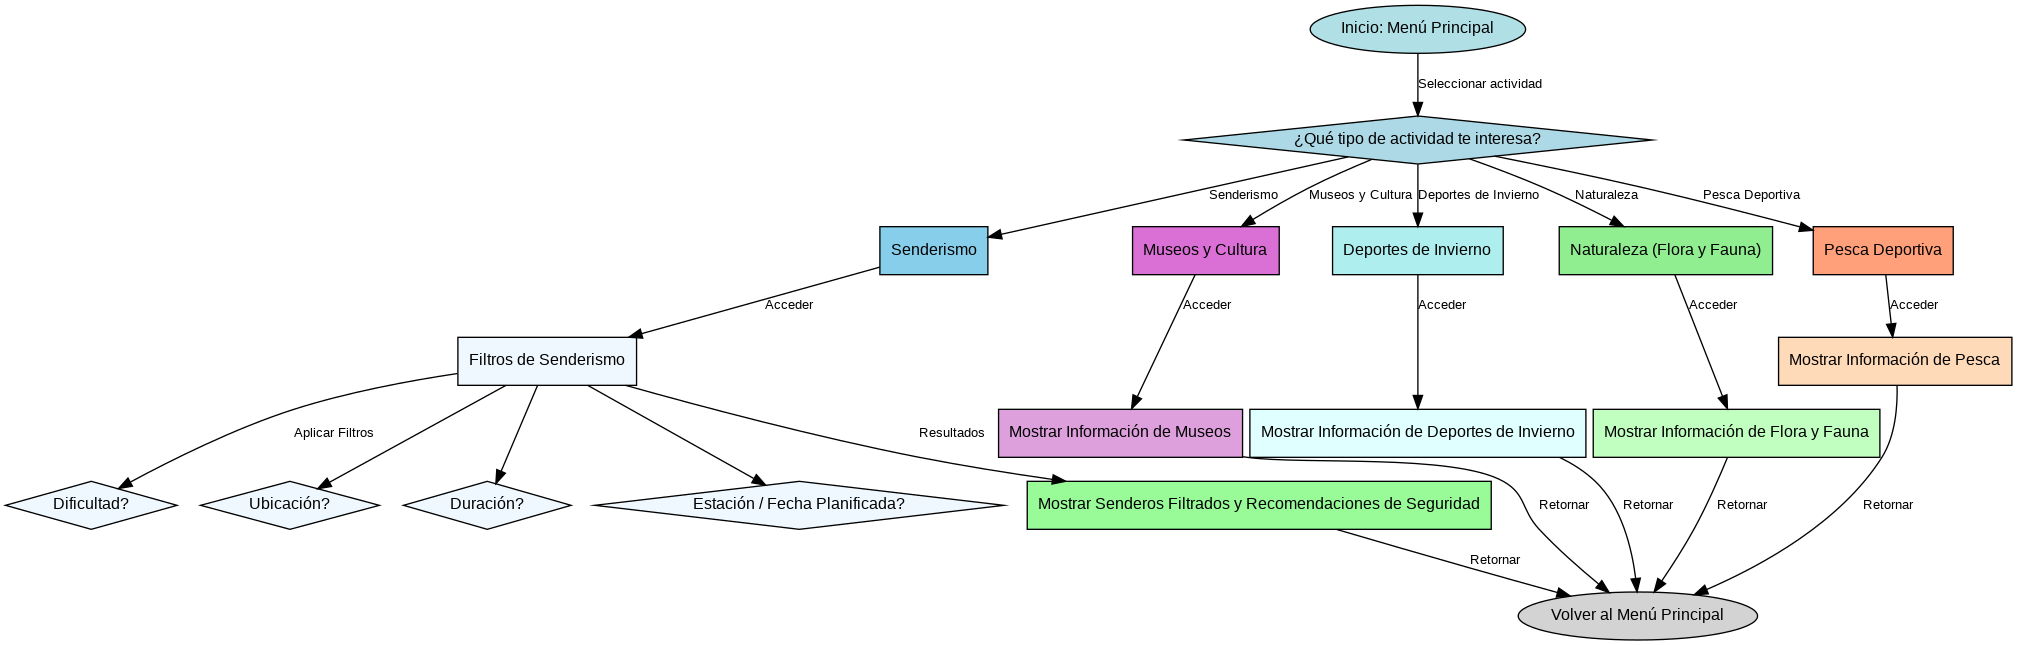 Inicio: Menú Principal
Seleccionar actividad
¿Qué tipo de actividad te interesa?
Senderismo
Museos y Cultura
Deportes de Invierno
Naturaleza
Pesca Deportiva
Senderismo
Museos y Cultura
Deportes de Invierno
Naturaleza (Flora y Fauna)
Pesca Deportiva
Acceder
Acceder
Acceder
Acceder
Acceder
Filtros de Senderismo
Mostrar Información de Pesca
Aplicar Filtros
Resultados
Mostrar Información de Museos
Mostrar Información de Deportes de Invierno
Mostrar Información de Flora y Fauna
Dificultad?
Ubicación?
Duración?
Estación / Fecha Planificada?
Mostrar Senderos Filtrados y Recomendaciones de Seguridad
Retornar
Retornar
Retornar
Retornar
Retornar
Volver al Menú Principal